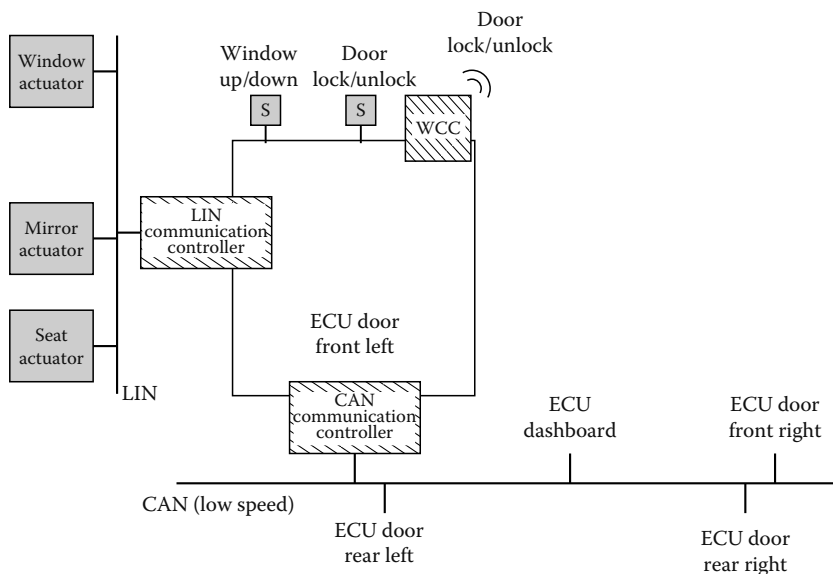 Door
lock/unlock
Window
up/down
Door
lock/unlock
Window
actuator
S
S
WCC
Mirror
actuator
LIN
communication
controller
Seat
actuator
ECU door
front left
LIN
CAN
communication
controller
ECU
dashboard
ECU door
front right
CAN (low speed)
ECU door
rear left
ECU door
rear right